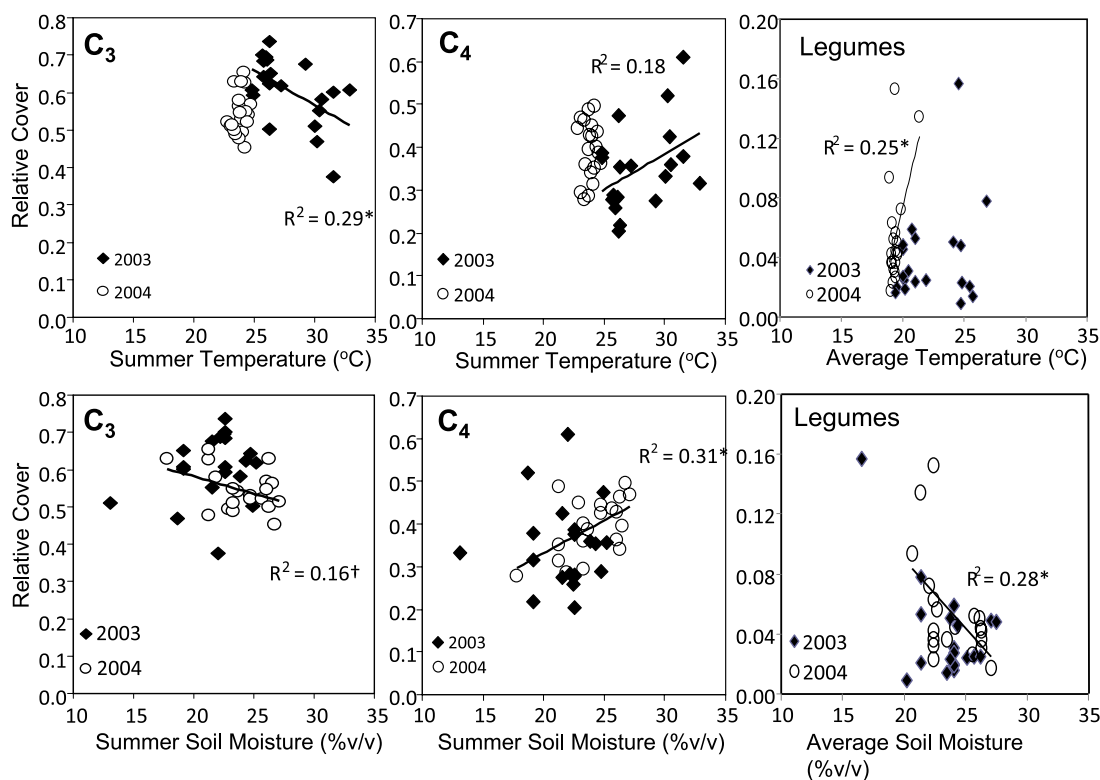 C3
Relative Cover
0.8
0.7
0.6
0.5
0.4
0.3
0.2
0.1
0.0
R2 = 0.29*
2003
2004
10 15 20 25 30 35
Summer Temperature (oC)
C4
0.7
0.6
0.5
0.4
0.3
0.2
0.1
0.0
R2 = 0.18
2003
2004
10 15 20 25 30 35
Summer Temperature (oC)
Legumes
0.20
0.16
0.12
0.08
0.04
0.00
R2 = 0.25*
2003
2004
10 15 20 25 30 35
Average Temperature (oC)
C3
Relative Cover
0.8
0.7
0.6
0.5
0.4
0.3
0.2
0.1
0.0
R2 = 0.16†
2003
2004
10 15 20 25 30 35
Summer Soil Moisture (%v/v)
C4
0.7
0.6
0.5
0.4
0.3
0.2
0.1
0.0
R2 = 0.31*
2003
2004
10 15 20 25 30 35
Summer Soil Moisture (%v/v)
Legumes
0.20
0.16
0.12
0.08
0.04
0.00
R2 = 0.28*
2003
2004
10 15 20 25 30 35
Average Soil Moisture
(%v/v)